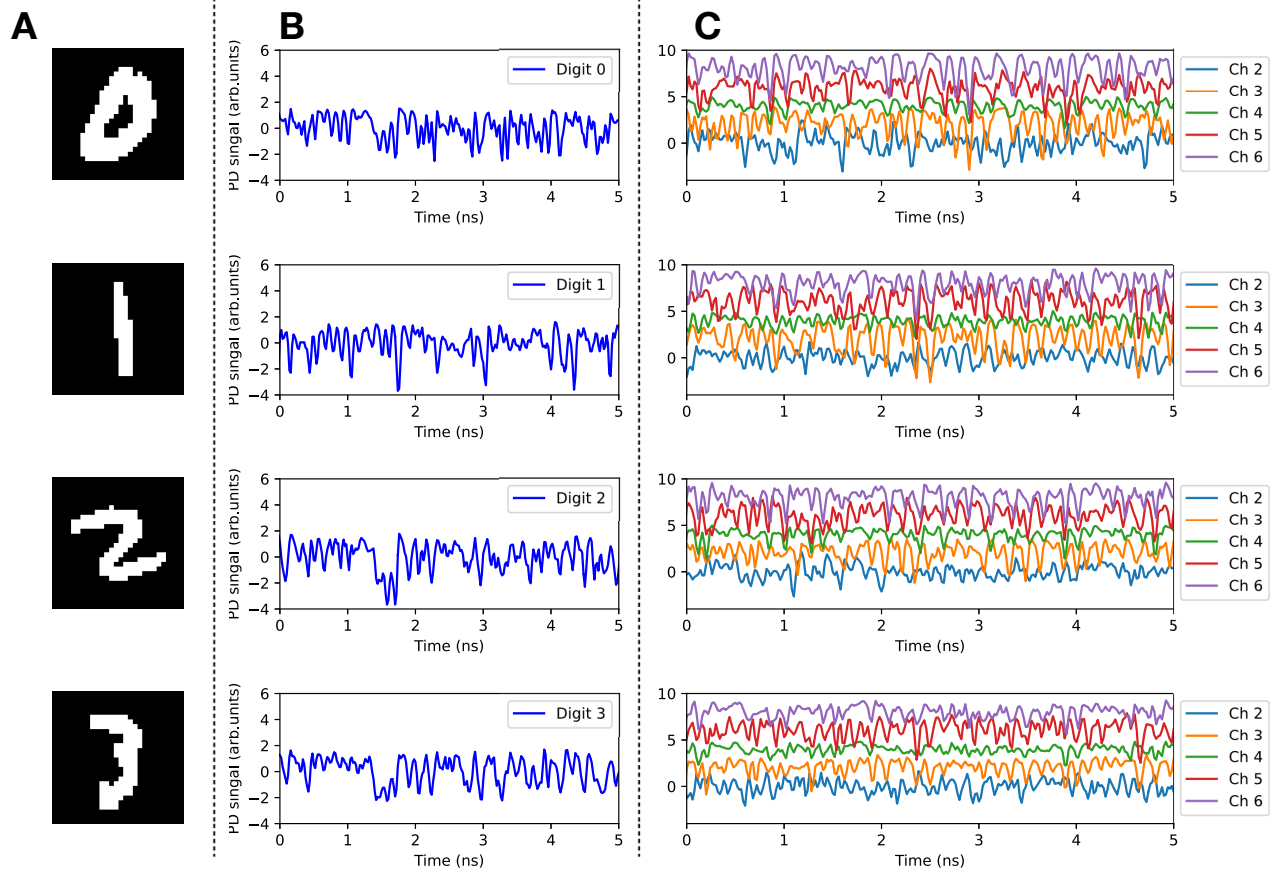 A
B
C
PD singal (arb.units)
6
4
2
0
−2
−4
Digit 0
0 1 2 3 4 5
Time (ns)
10
5
0
0 1 2 3 4 5
Time (ns)
Ch 2
Ch 3
Ch 4
Ch 5
Ch 6
PD singal (arb.units)
6
4
2
0
−2
−4
Digit 1
0 1 2 3 4 5
Time (ns)
10
5
0
0 1 2 3 4 5
Time (ns)
Ch 2
Ch 3
Ch 4
Ch 5
Ch 6
PD singal (arb.units)
6
4
2
0
−2
−4
Digit 2
0 1 2 3 4 5
Time (ns)
10
5
0
0 1 2 3 4 5
Time (ns)
Ch 2
Ch 3
Ch 4
Ch 5
Ch 6
PD singal (arb.units)
6
4
2
0
−2
−4
Digit 3
0 1 2 3 4 5
Time (ns)
10
5
0
0 1 2 3 4 5
Time (ns)
Ch 2
Ch 3
Ch 4
Ch 5
Ch 6
0
1
2
3